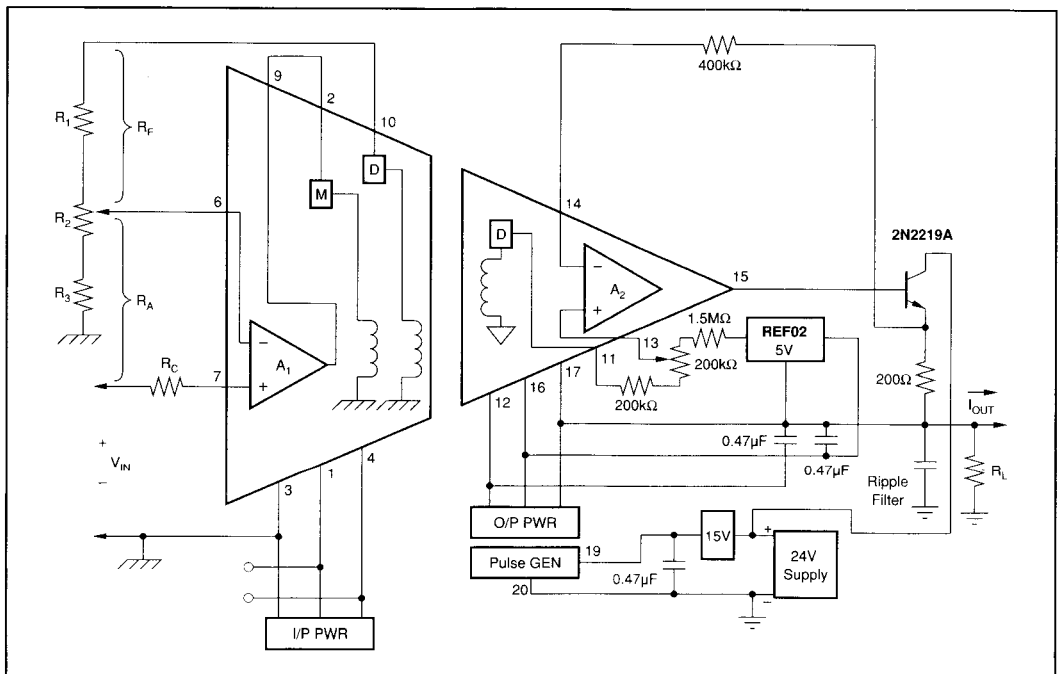 400kΩ
9
2
10
R1
RF
D
M
6
14
R2
D
2N2219A
15
A2
R3
RA
1.5MΩ
REF02
5V
13
11
200kΩ
A1
RC
7
16
17
200kΩ
200Ω
12
IOUT
+
VIN
−
0.47µF
0.47µF
4
1
3
Ripple
Filter
RL
O/P PWR
15V
+
19
Pulse GEN
24V
Supply
0.47µF
20
−
I/P PWR